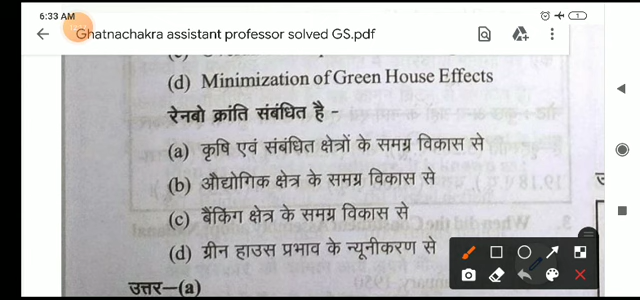 6:33 AM
Ghatnachakra assistant professor solved GS.pdf
(d) Minimization of Green House Effects
रेनबो क्रांति संबंधित है -
(a) कृषि एवं संबंधित क्षेत्रों के समग्र विकास से
(b) औद्योगिक क्षेत्र के समग्र विकास से
(c) बैंकिंग क्षेत्र के समग्र विकास से
(d) ग्रीन हाउस प्रभाव के न्यूनीकरण से
उत्तर–(a)